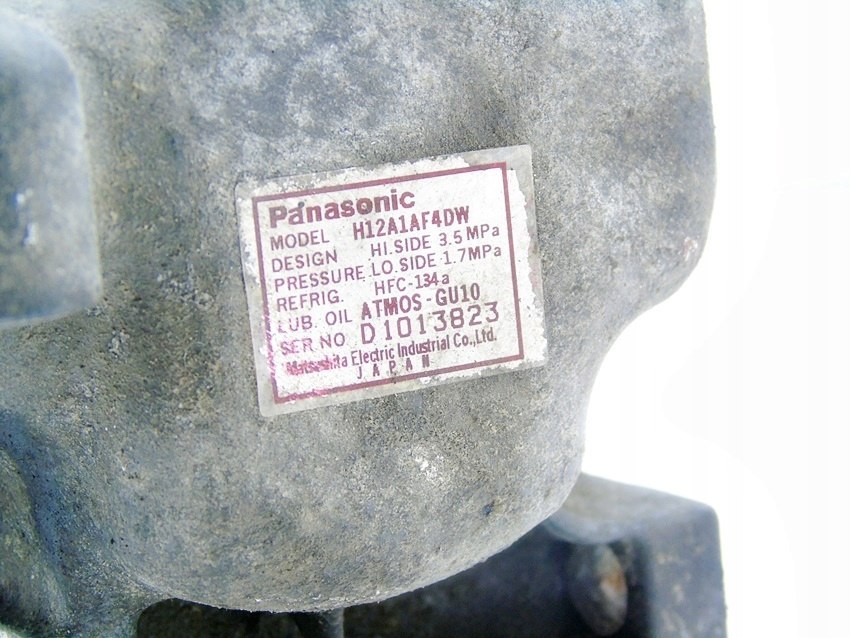 Panasonic
MODEL H12A1AF4DW
DESIGN HI.SIDE 3.5 MPa
PRESSURE LO.SIDE 1.7MPa
REFRIG. HFC-134a
LUB. OIL ATMOS-GU10
SER.NO. D1013823
Matsushita Electric Industrial Co.,Ltd.
JAPAN